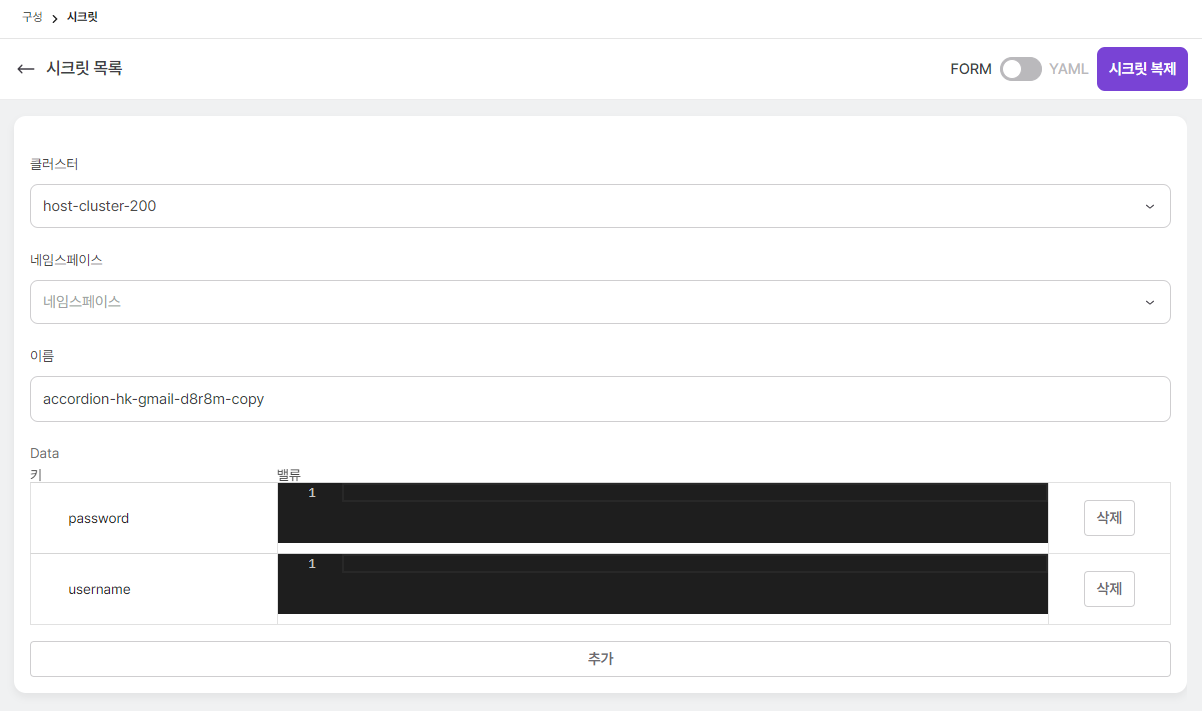 구성 > 시크릿
← 시크릿 목록 FORM YAML 시크릿 복제
클러스터
host-cluster-200
네임스페이스
네임스페이스
이름
accordion-hk-gmail-d8r8m-copy
Data
키 밸류
password 1 삭제
username 1 삭제
추가